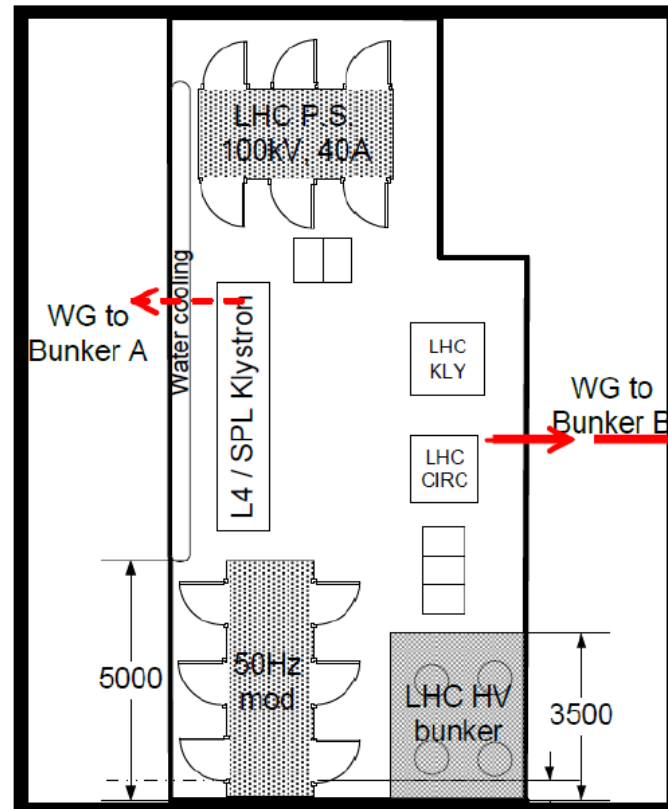 LHC P.S.
100kV, 40A
Water cooling
WG to
Bunker A
L4 / SPL Klystron
LHC
KLY
WG to
Bunker B
LHC
CIRC
5000
50Hz
mod
LHC HV
bunker
3500